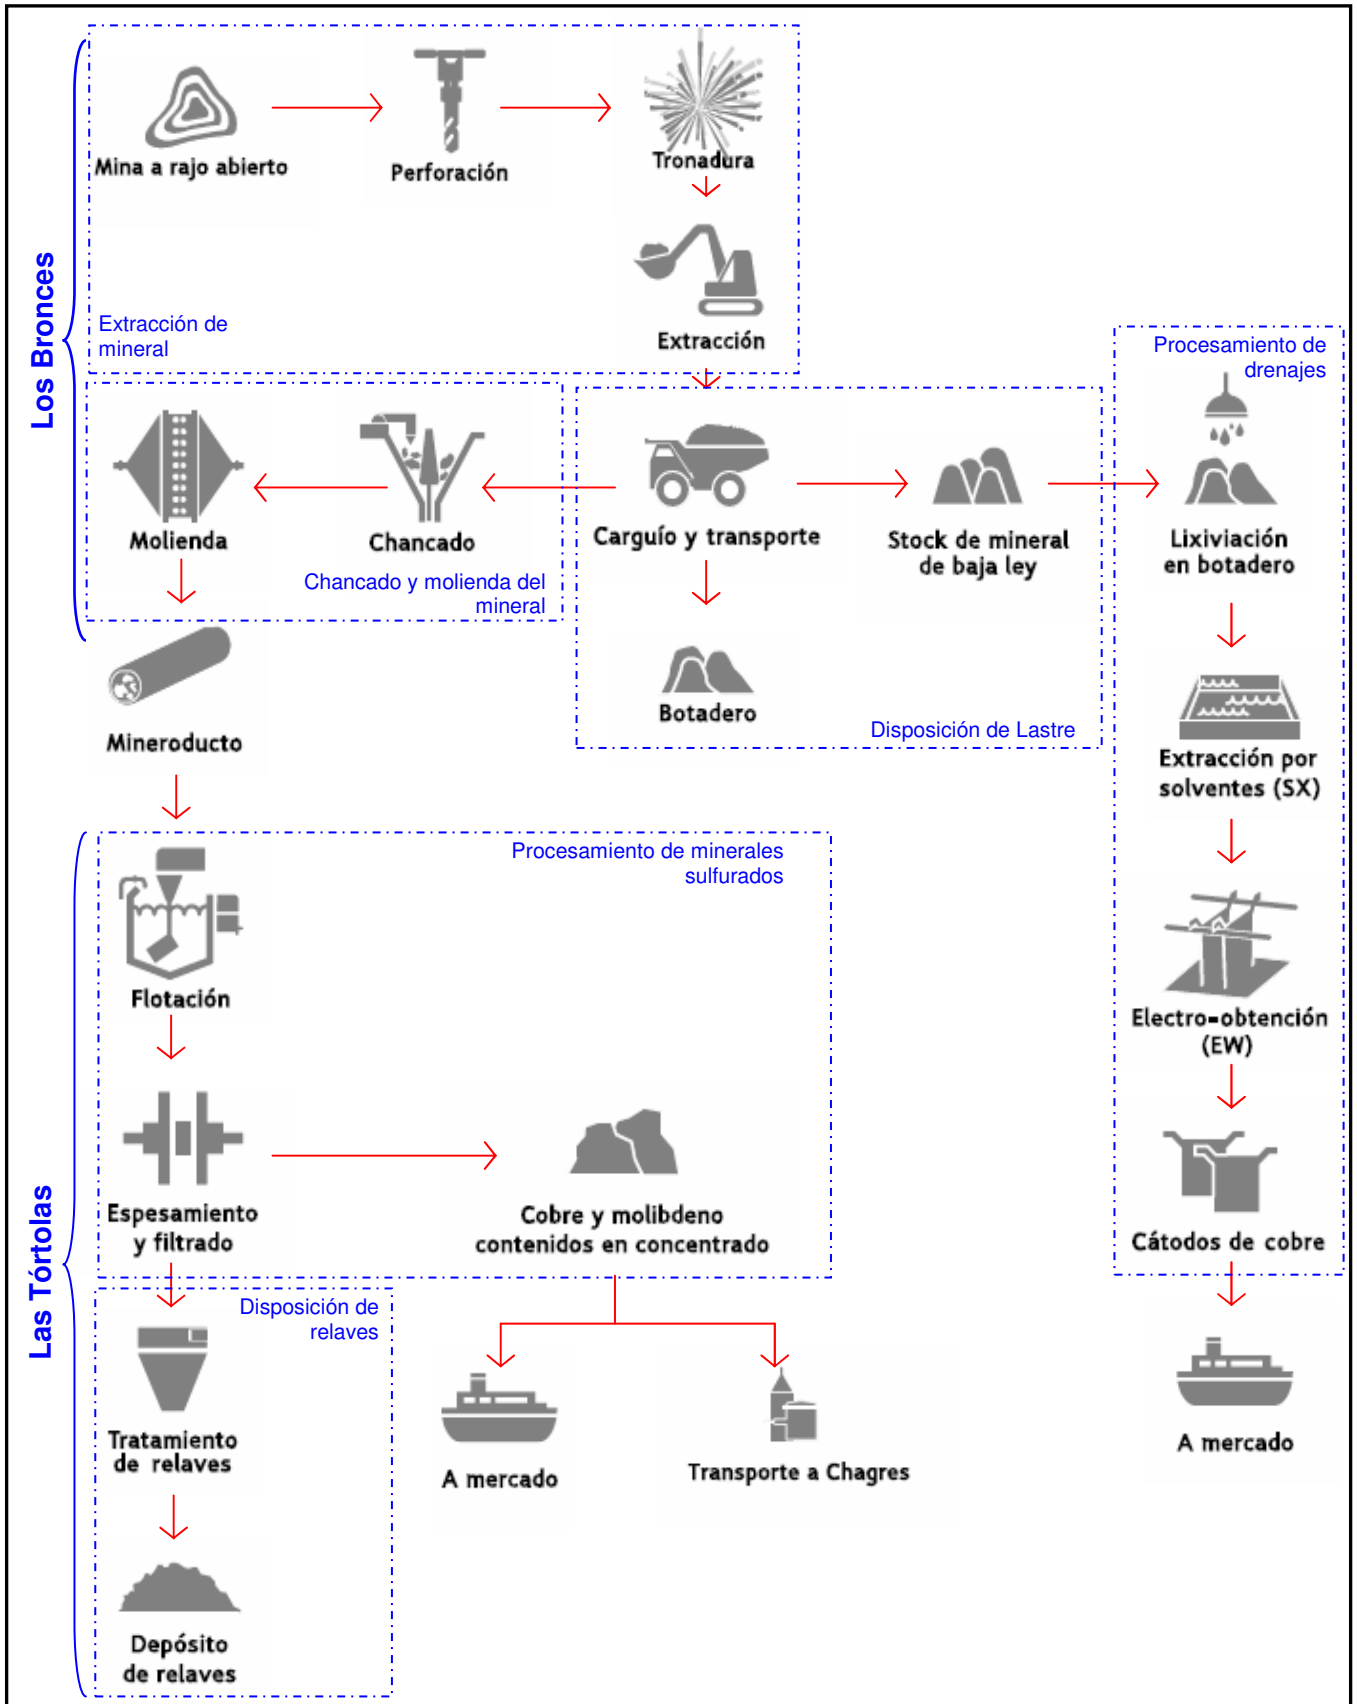 Los Bronces
Mina a rajo abierto
Perforación
Tronadura
Extracción
Extracción de
mineral
Procesamiento de
drenajes
Molienda
Chancado
Chancado y molienda del
mineral
Carguío y transporte
Stock de mineral
de baja ley
Botadero
Disposición de Lastre
Lixiviación
en botadero
Extracción por
solventes (SX)
Electro-obtención
(EW)
Cátodos de cobre
A mercado
Mineroducto
Las Tórtolas
Procesamiento de minerales
sulfurados
Flotación
Espesamiento
y filtrado
Cobre y molibdeno
contenidos en concentrado
Disposición de
relaves
Tratamiento
de relaves
A mercado
Transporte a Chagres
Depósito
de relaves